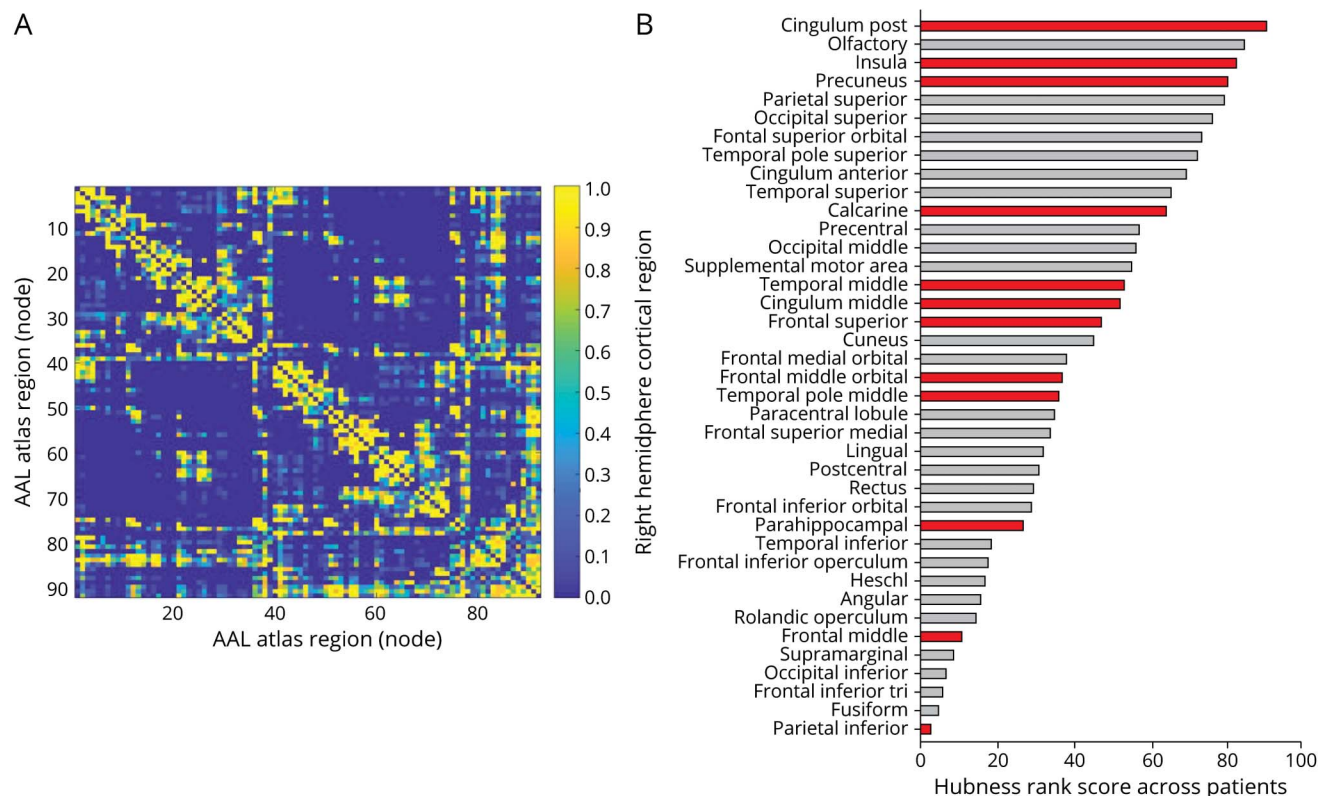 A
10
20
30
40
50
60
70
80
90
AAL atlas region (node)
20
40
60
80
AAL atlas region (node)
1.0
0.9
0.8
0.7
0.6
0.5
0.4
0.3
0.2
0.1
0.0
B
Right hemidphere cortical region
Cingulum post
Olfactory
Insula
Precuneus
Parietal superior
Occipital superior
Fontal superior orbital
Temporal pole superior
Cingulum anterior
Temporal superior
Calcarine
Precentral
Occipital middle
Supplemental motor area
Temporal middle
Cingulum middle
Frontal superior
Cuneus
Frontal medial orbital
Frontal middle orbital
Temporal pole middle
Paracentral lobule
Frontal superior medial
Lingual
Postcentral
Rectus
Frontal inferior orbital
Parahippocampal
Temporal inferior
Frontal inferior operculum
Heschl
Angular
Rolandic operculum
Frontal middle
Supramarginal
Occipital inferior
Frontal inferior tri
Fusiform
Parietal inferior
0
20
40
60
80
100
Hubness rank score across patients